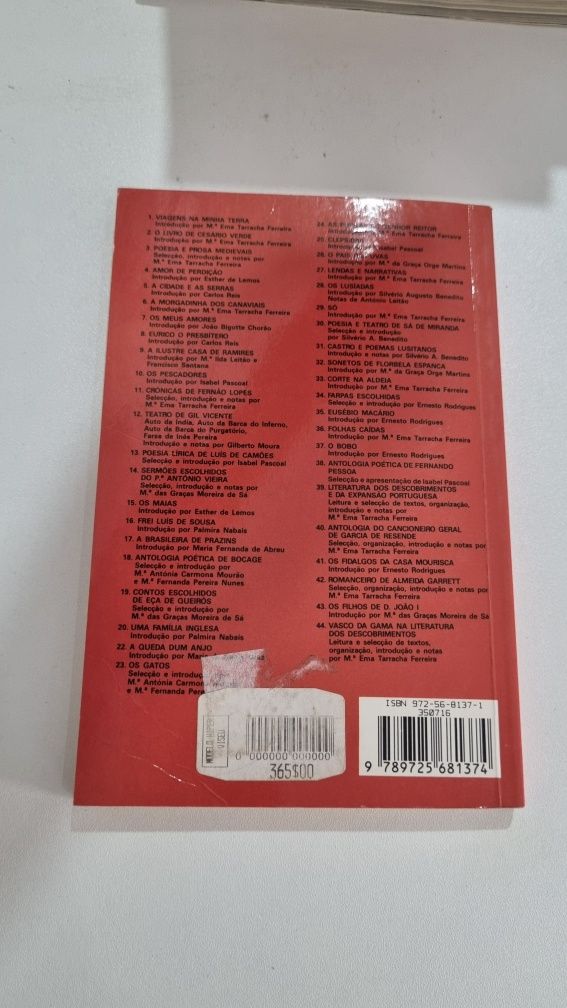 1. VIAGENS NA MINHA TERRA
Introdução por M.ª Ema Tarracha Ferreira
2. O LIVRO DE CESÁRIO VERDE
Introdução por M.ª Ema Tarracha Ferreira
3. POESIA E PROSA MEDIEVAIS
Selecção, introdução e notas por
M.ª Ema Tarracha Ferreira
4. AMOR DE PERDIÇÃO
Introdução por Esther de Lemos
5. A CIDADE E AS SERRAS
Introdução por Carlos Reis
6. A MORGADINHA DOS CANAVIAIS
Introdução por M.ª Ema Tarracha Ferreira
7. OS MEUS AMORES
Introdução por João Bigotte Chorão
8. EURICO O PRESBÍTERO
Introdução por Carlos Reis
9. A ILUSTRE CASA DE RAMIRES
Introdução por M.ª Ilda Leitão e
Francisco Santana
10. OS PESCADORES
Introdução por Isabel Pascoal
11. CRÓNICAS DE FERNÃO LOPES
Selecção, introdução e notas por
M.ª Ema Tarracha Ferreira
12. TEATRO DE GIL VICENTE
Auto da Índia, Auto da Barca do Inferno,
Auto da Barca do Purgatório,
Farsa de Inês Pereira
Introdução e notas por Gilberto Moura
13. POESIA LÍRICA DE LUÍS DE CAMÕES
Selecção e introdução por Isabel Pascoal
14. SERMÕES ESCOLHIDOS
DO P.ᵉ ANTÓNIO VIEIRA
Selecção, introdução e notas por
M.ª das Graças Moreira de Sá
15. OS MAIAS
Introdução por Esther de Lemos
16. FREI LUÍS DE SOUSA
Introdução por Palmira Nabais
17. A BRASILEIRA DE PRAZINS
Introdução por Maria Fernanda de Abreu
18. ANTOLOGIA POÉTICA DE BOCAGE
Selecção e introdução por
M.ª Antónia Carmona Mourão
e M.ª Fernanda Pereira Nunes
19. CONTOS ESCOLHIDOS
DE EÇA DE QUEIRÓS
Selecção e introdução por
M.ª das Graças Moreira de Sá
20. UMA FAMÍLIA INGLESA
Introdução por Palmira Nabais
22. A QUEDA DUM ANJO
Introdução por
23. OS GATOS
Selecção e
M.ª Antónia Carmona
e M.ª Fernanda
24. SENHOR REITOR
Introdução por M.ª Ema Tarracha Ferreira
25. CLEPSIDRA
Isabel Pascoal
26. O PAÍS DAS UVAS
Introdução por M.ª da Graça Orge Martins
27. LENDAS E NARRATIVAS
Introdução por M.ª Ema Tarracha Ferreira
28. OS LUSÍADAS
Introdução por Silvério Augusto Benedito
Notas de António Leitão
29. SÓ
Introdução por M.ª Ema Tarracha Ferreira
30. POESIA E TEATRO DE SÁ DE MIRANDA
Selecção e introdução
por Silvério A. Benedito
31. CASTRO E POEMAS LUSITANOS
Introdução e notas por Silvério A. Benedito
32. SONETOS DE FLORBELA ESPANCA
Introdução por M.ª da Graça Orge Martins
33. CORTE NA ALDEIA
Introdução por M.ª Ema Tarracha Ferreira
34. FARPAS ESCOLHIDAS
Selecção e introdução por Ernesto Rodrigues
35. EUSÉBIO MACÁRIO
Introdução por Ernesto Rodrigues
36. FOLHAS CAÍDAS
Introdução por M.ª Ema Tarracha Ferreira
37. O BOBO
Introdução por Ernesto Rodrigues
38. ANTOLOGIA POÉTICA DE FERNANDO
PESSOA
Selecção e apresentação de Isabel Pascoal
39. LITERATURA DOS DESCOBRIMENTOS
E DA EXPANSÃO PORTUGUESA
Leitura e selecção de textos, organização,
introdução e notas por
M.ª Ema Tarracha Ferreira
40. ANTOLOGIA DO CANCIONEIRO GERAL
DE GARCIA DE RESENDE
Selecção, organização, introdução e notas por
M.ª Ema Tarracha Ferreira
41. OS FIDALGOS DA CASA MOURISCA
Introdução por Ernesto Rodrigues
42. ROMANCEIRO DE ALMEIDA GARRETT
Selecção, organização, introdução e notas por
M.ª Ema Tarracha Ferreira
43. OS FILHOS DE D. JOÃO I
Introdução por M.ª das Graças Moreira de Sá
44. VASCO DA GAMA NA LITERATURA
DOS DESCOBRIMENTOS
Leitura e selecção de textos,
organização, introdução e notas
por M.ª Ema Tarracha Ferreira
MODELO HIPER
VISEU
0 000000 000000
365$00
ISBN 972-56-8137-1
350716
9 789725 681374